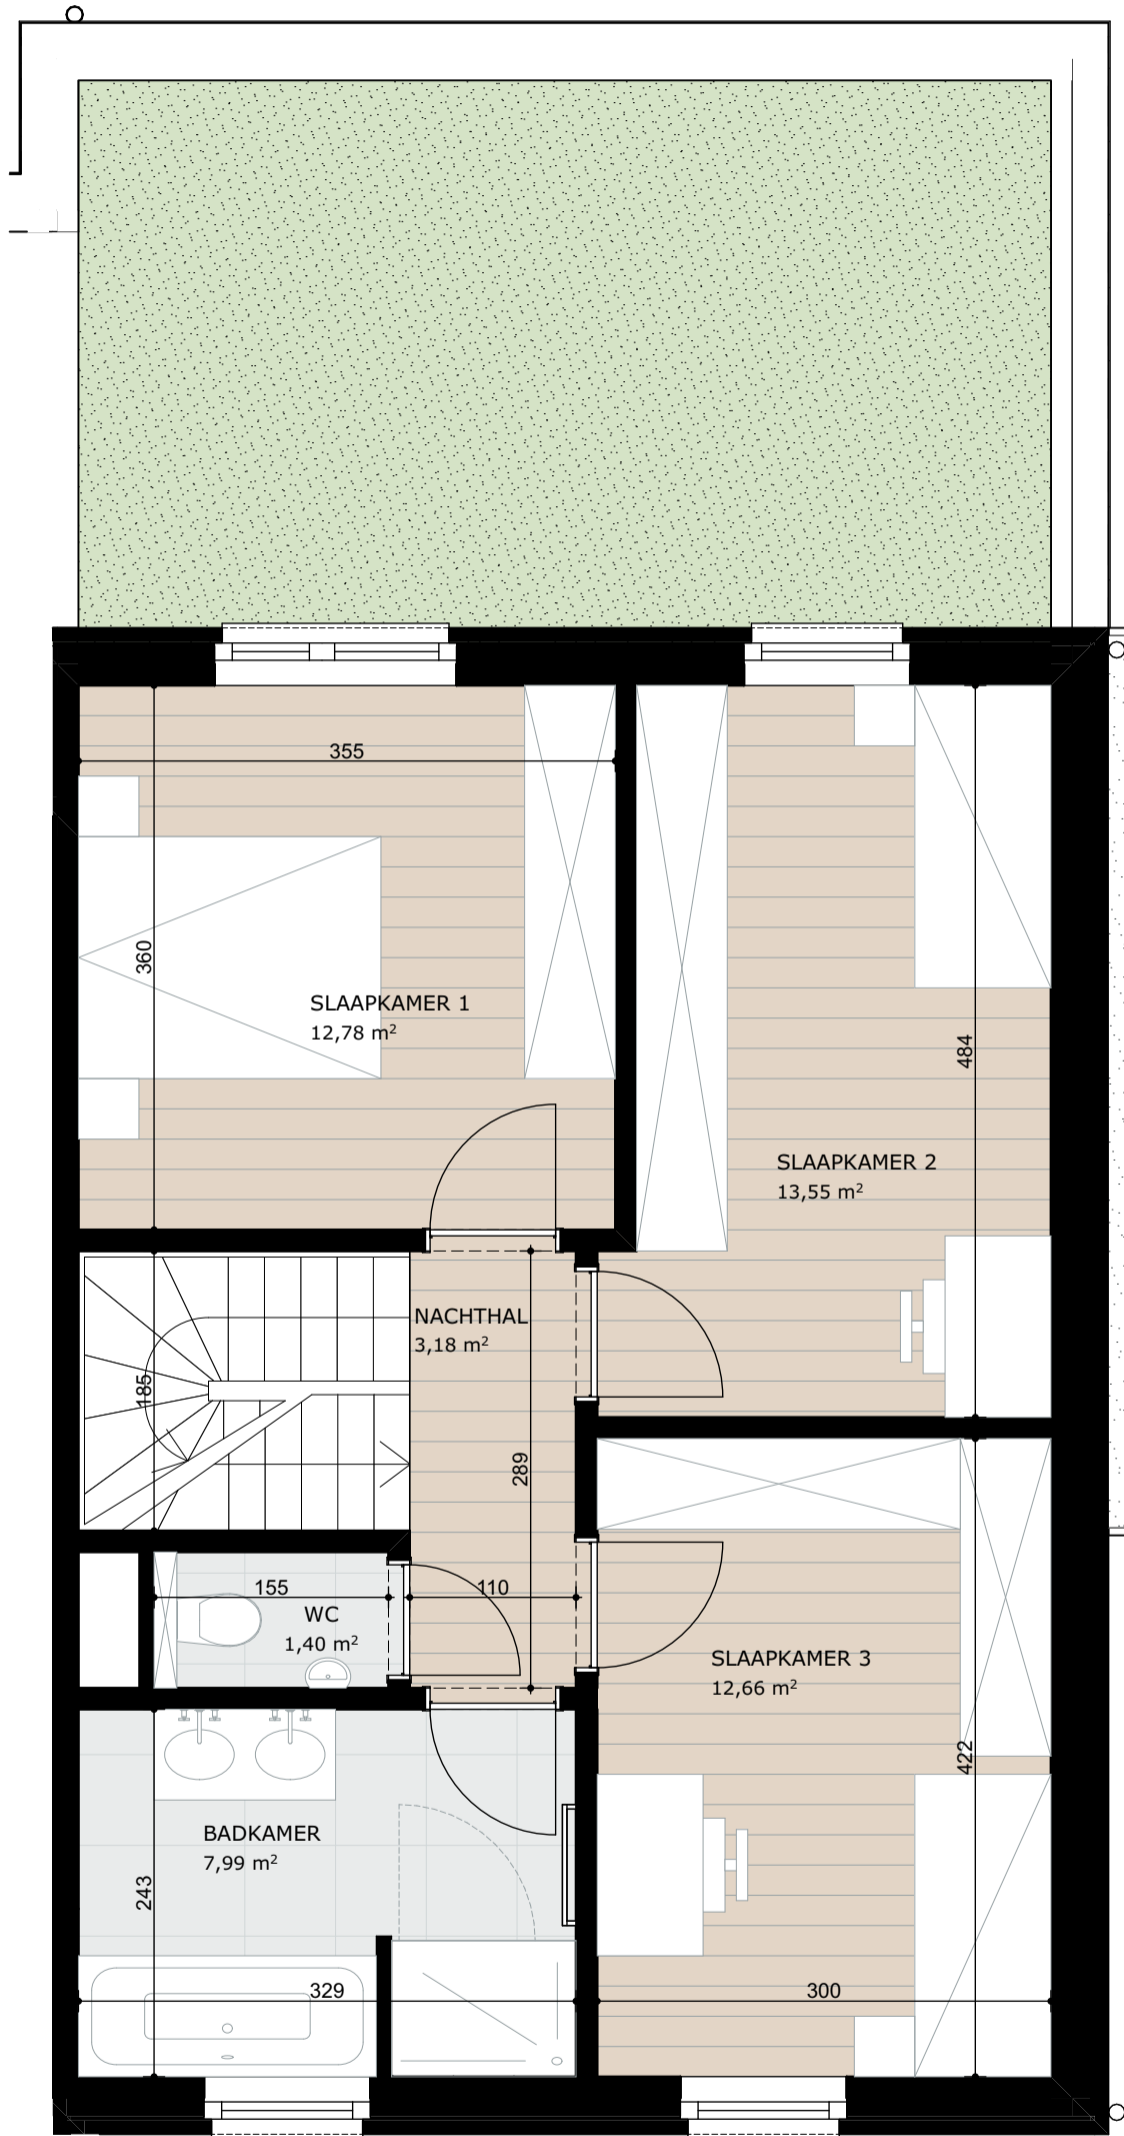 355
360
SLAAPKAMER 1
12,78 m²
484
SLAAPKAMER 2
13,55 m²
NACHTHAL
3,18 m²
185
289
155
110
WC
1,40 m²
SLAAPKAMER 3
12,66 m²
422
BADKAMER
7,99 m²
243
329
300